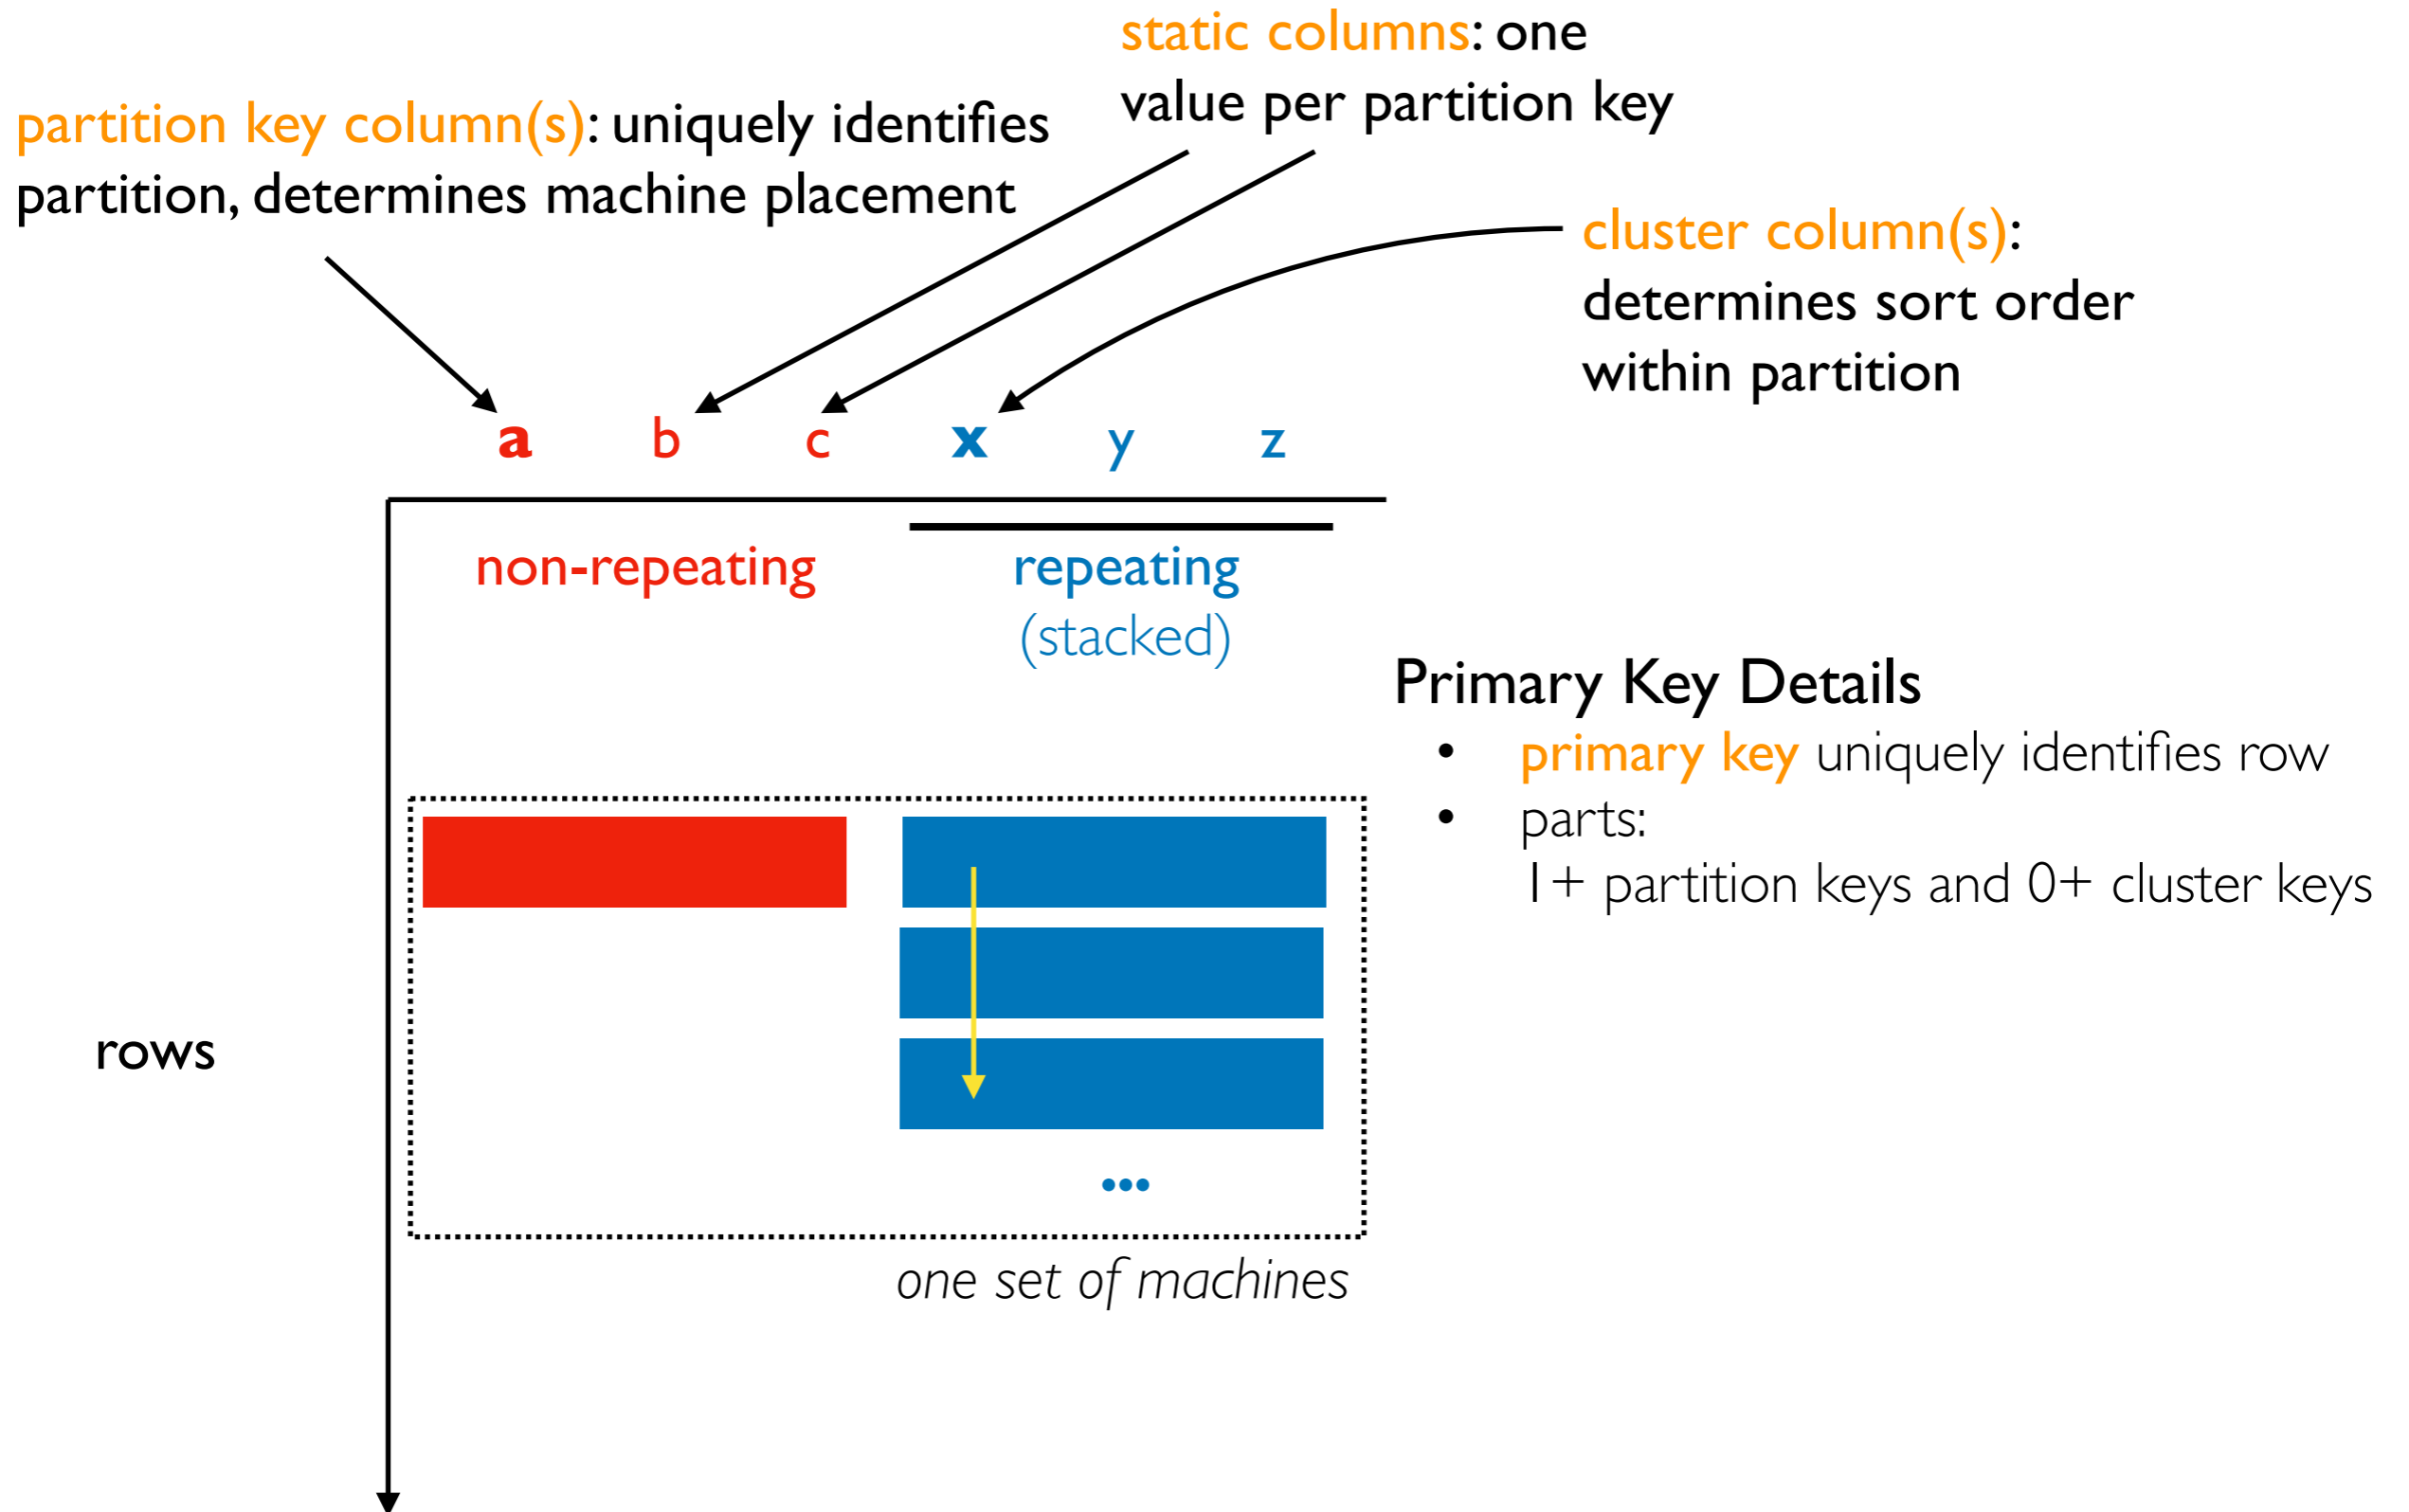 static columns: one
value per partition key
partition key column(s): uniquely identifies
partition, determines machine placement
cluster column(s):
determines sort order
within partition
a b c x y z
non-repeating repeating
(stacked)
Primary Key Details
• primary key uniquely identifies row
• parts:
1+ partition keys and 0+ cluster keys
rows
...
one set of machines